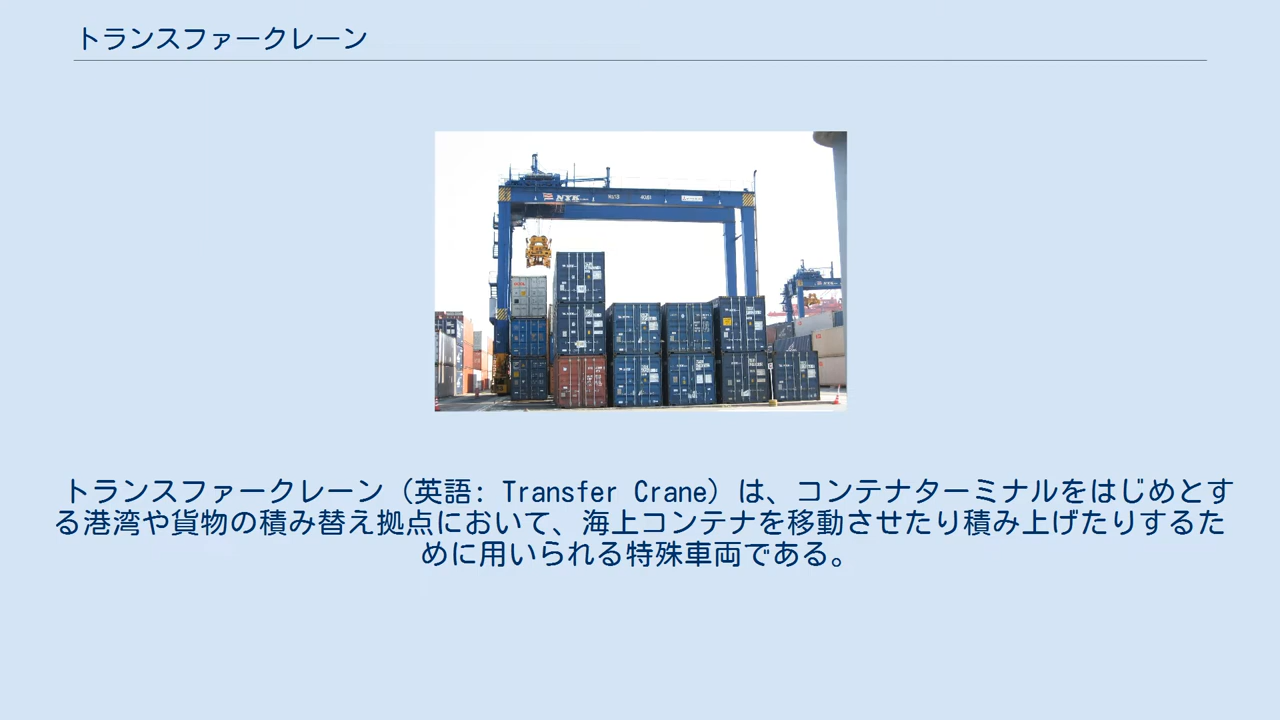 トランスファークレーン
NYK
トランスファークレーン（英語: Transfer Crane）は、コンテナターミナルをはじめとす
る港湾や貨物の積み替え拠点において、海上コンテナを移動させたり積み上げたりするた
めに用いられる特殊車両である。